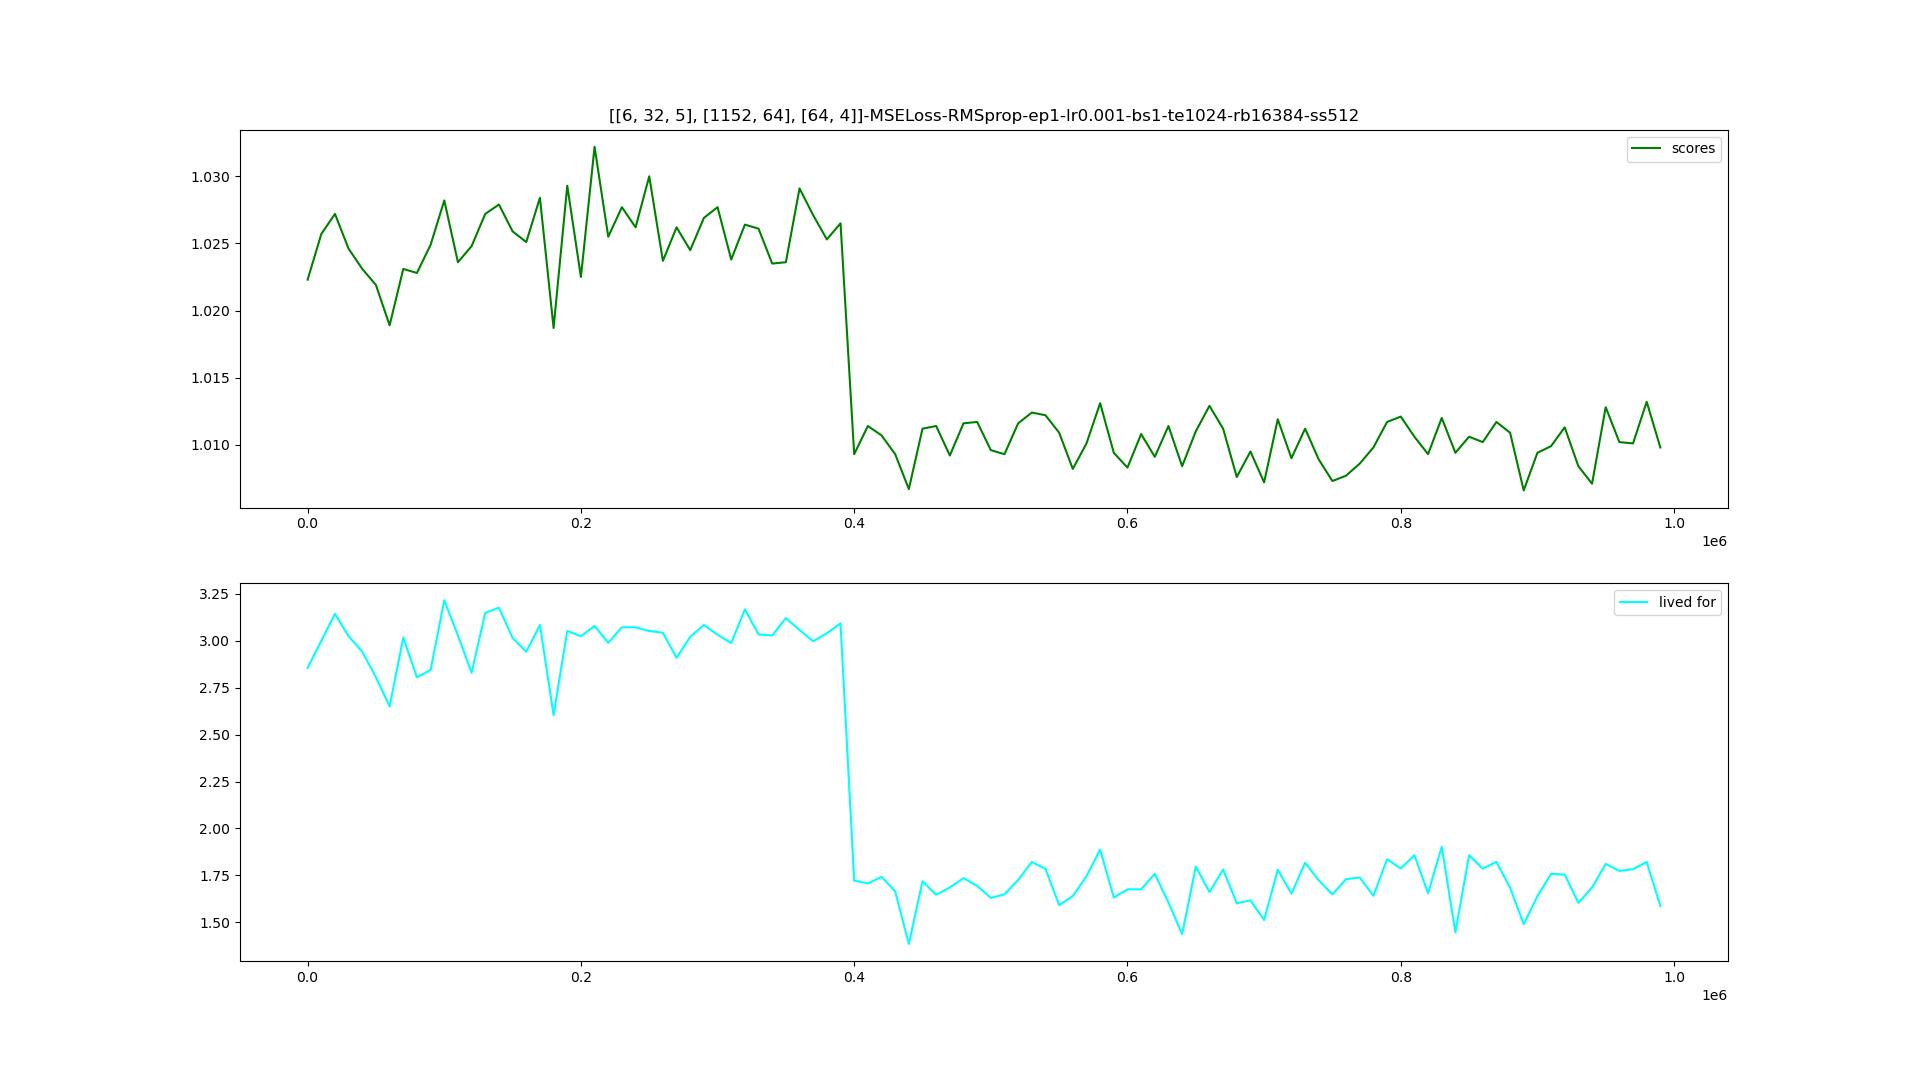 [[6, 32, 5], [1152, 64], [64, 4]]-MSELoss-RMSprop-ep1-lr0.001-bs1-te1024-rb16384-ss512
scores
1.030
1.025
1.020
1.015
1.010
0.0 0.2 0.4 0.6 0.8 1.0
1e6
lived for
3.25
3.00
2.75
2.50
2.25
2.00
1.75
1.50
0.0 0.2 0.4 0.6 0.8 1.0
1e6